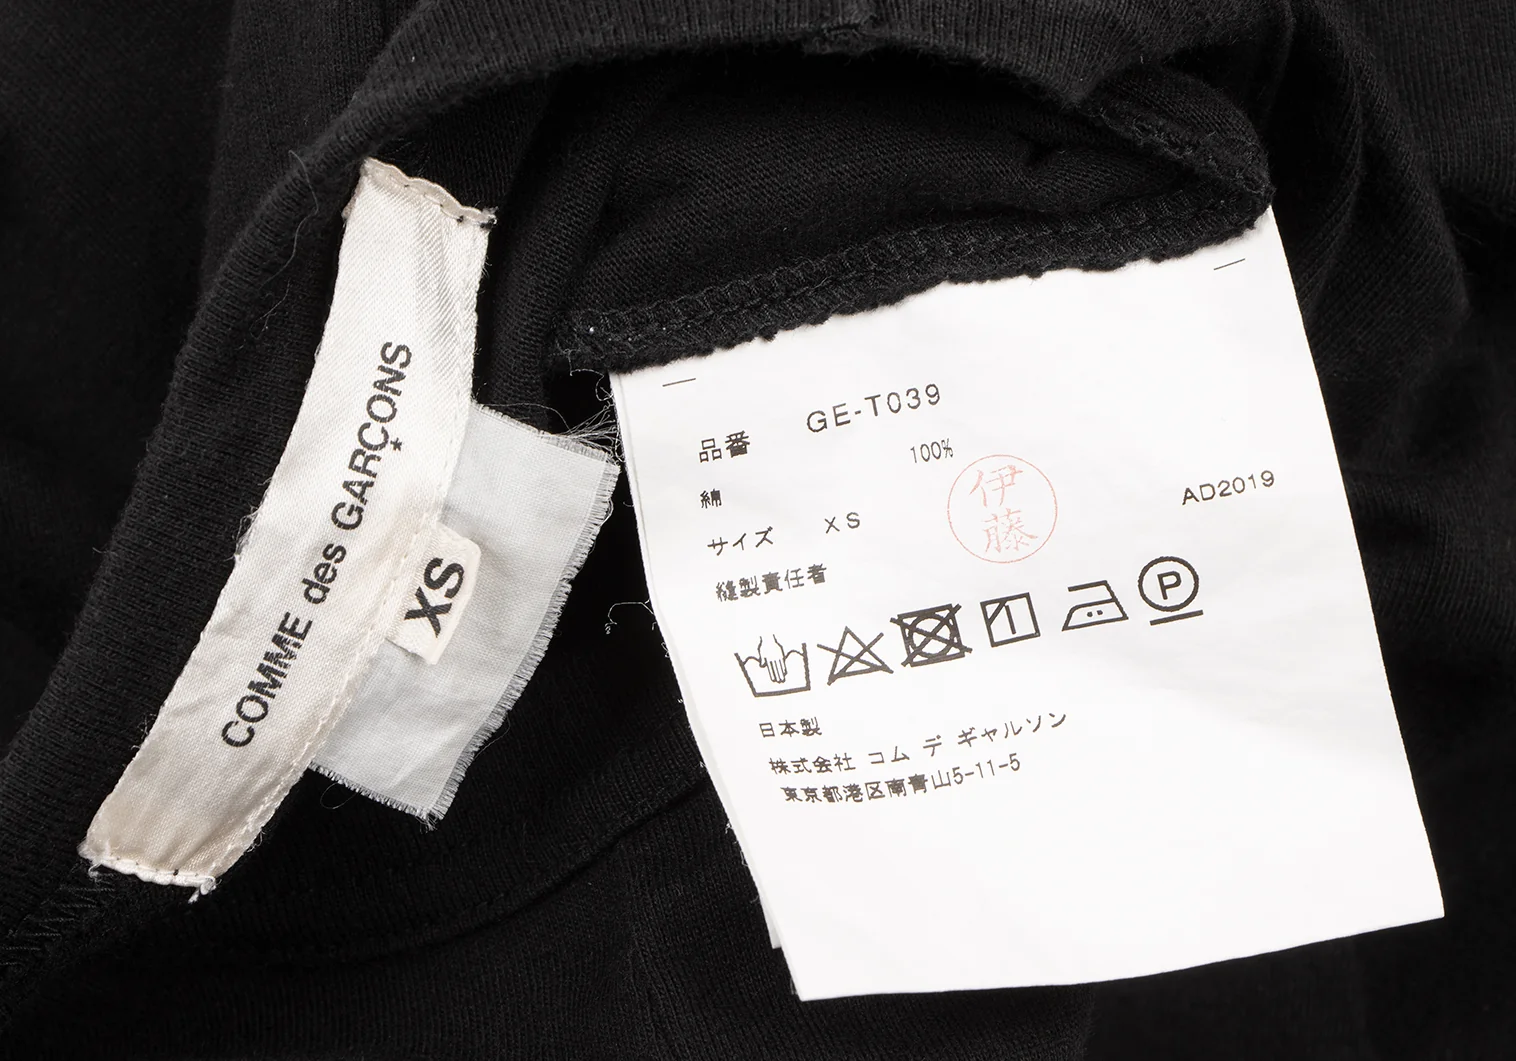 COMME des GARÇONS
XS
品番 GE-T039
綿 100%
サイズ XS
AD2019
縫製責任者
伊藤
P
日本製
株式会社 コム デ ギャルソン
東京都港区南青山5-11-5